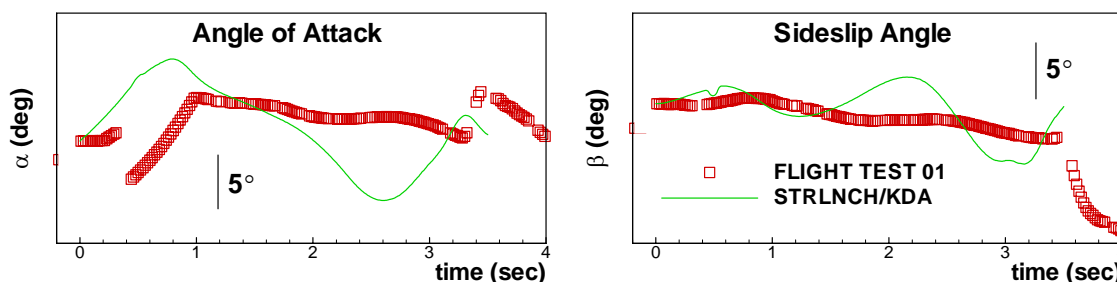 Angle of Attack
α (deg)
5°
0 1 2 3 4
time (sec)
Sideslip Angle
β (deg)
5°
FLIGHT TEST 01
STRLNCH/KDA
0 1 2 3
time (sec)